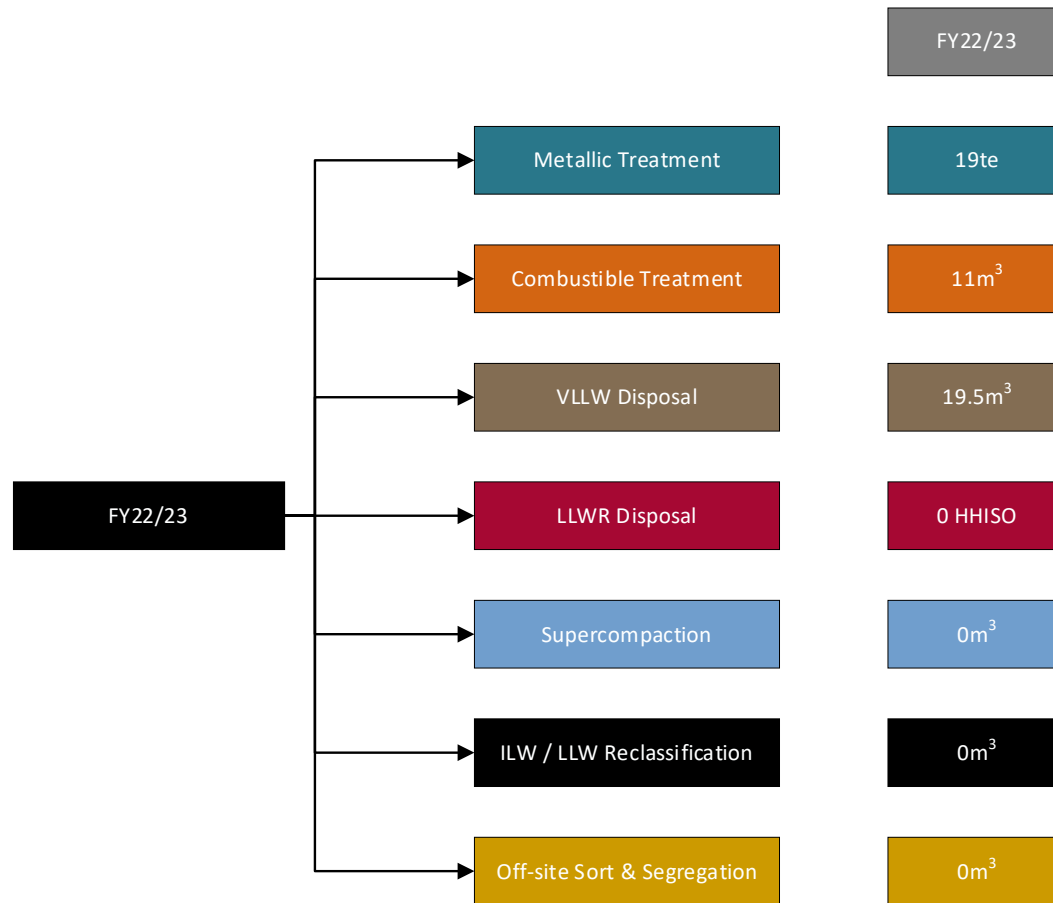 FY22/23
Metallic Treatment
19te
Combustible Treatment
11m³
VLLW Disposal
19.5m³
FY22/23
LLWR Disposal
0 HHISO
Supercompaction
0m³
ILW / LLW Reclassification
0m³
Off-site Sort & Segregation
0m³